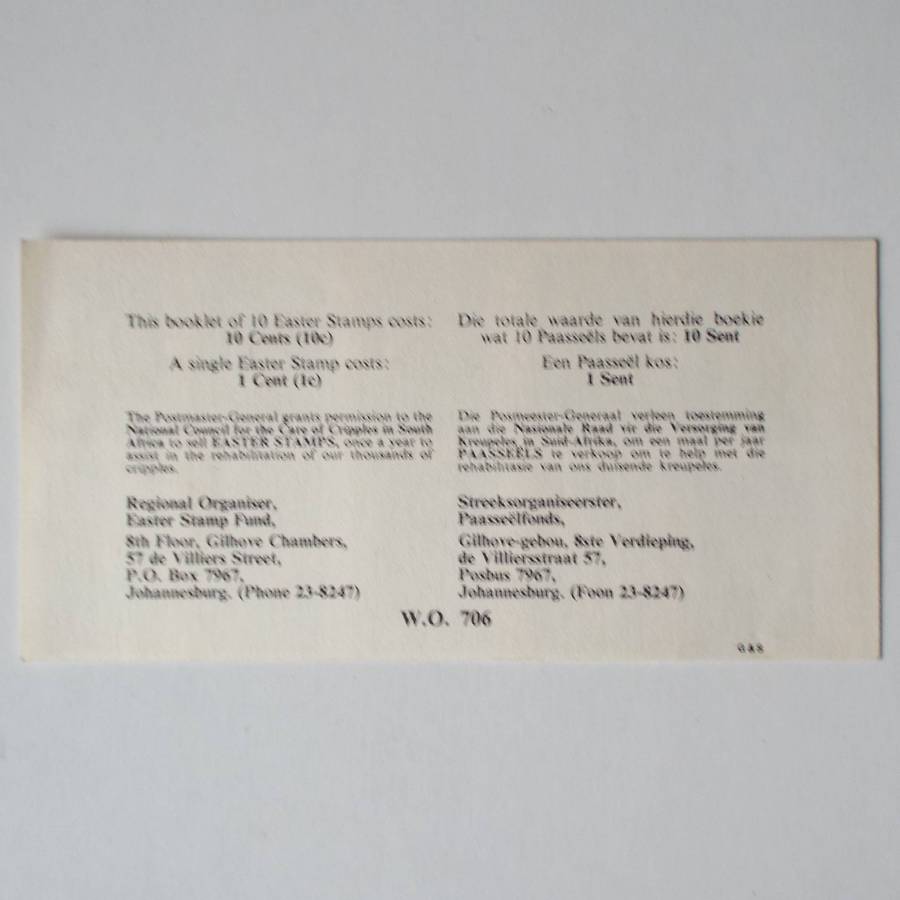 This booklet of 10 Easter Stamps costs:
10 Cents (10c)
A single Easter Stamp costs:
1 Cent (1c)
The Postmaster-General grants permission to the
National Council for the Care of Cripples in South
Africa to sell EASTER STAMPS, once a year to
assist in the rehabilitation of our thousands of
cripples.
Regional Organiser,
Easter Stamp Fund,
8th Floor, Gilhove Chambers,
57 de Villiers Street,
P.O. Box 7967,
Johannesburg. (Phone 23-8247)
Die totale waarde van hierdie boekie
wat 10 Paasseëls bevat is: 10 Sent
Een Paasseël kos:
1 Sent
Die Posmeester-Generaal verleen toestemming
aan die Nasionale Raad vir die Versorging van
Kreupeles in Suid-Afrika, om een maal per jaar
PAASSEËLS te verkoop om te help met die
rehabilitasie van ons duisende kreupeles.
Streeksorganiseerster,
Paasseëlfonds,
Gilhove-gebou, 8ste Verdieping,
de Villiersstraat 57,
Posbus 7967,
Johannesburg. (Foon 23-8247)
W.O. 706
G & S